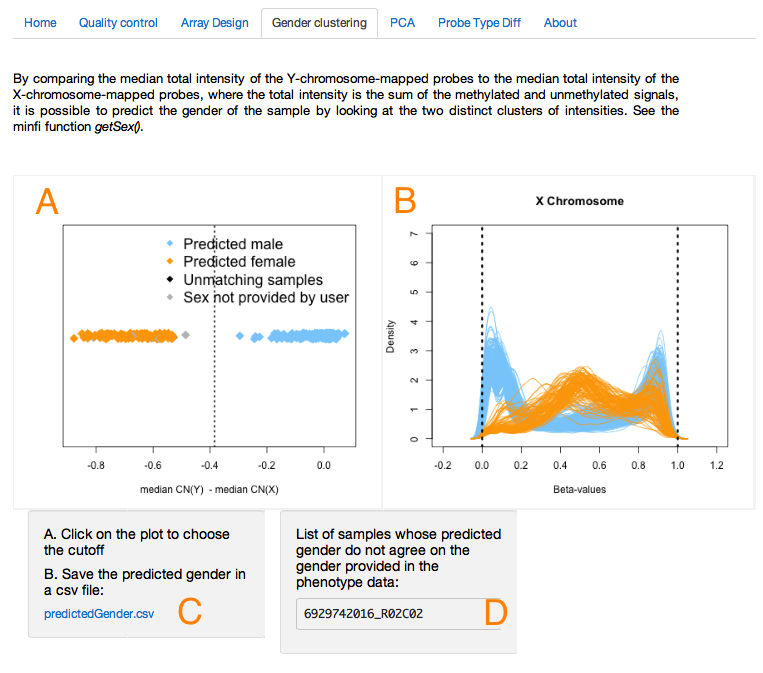 Home Quality control Array Design Gender clustering PCA Probe Type Diff About
By comparing the median total intensity of the Y-chromosome-mapped probes to the median total intensity of the
X-chromosome-mapped probes, where the total intensity is the sum of the methylated and unmethylated signals,
it is possible to predict the gender of the sample by looking at the two distinct clusters of intensities. See the
minfi function getSex().
A
Predicted male
Predicted female
Unmatching samples
Sex not provided by user
-0.8 -0.6 -0.4 -0.2 0.0
median CN(Y) - median CN(X)
B
X Chromosome
Density
7
6
5
4
3
2
1
0
-0.2 0.0 0.2 0.4 0.6 0.8 1.0 1.2
Beta-values
A. Click on the plot to choose
the cutoff
B. Save the predicted gender in
a csv file:
predictedGender.csv
C
List of samples whose predicted
gender do not agree on the
gender provided in the
phenotype data:
6929742016_R02C02
D